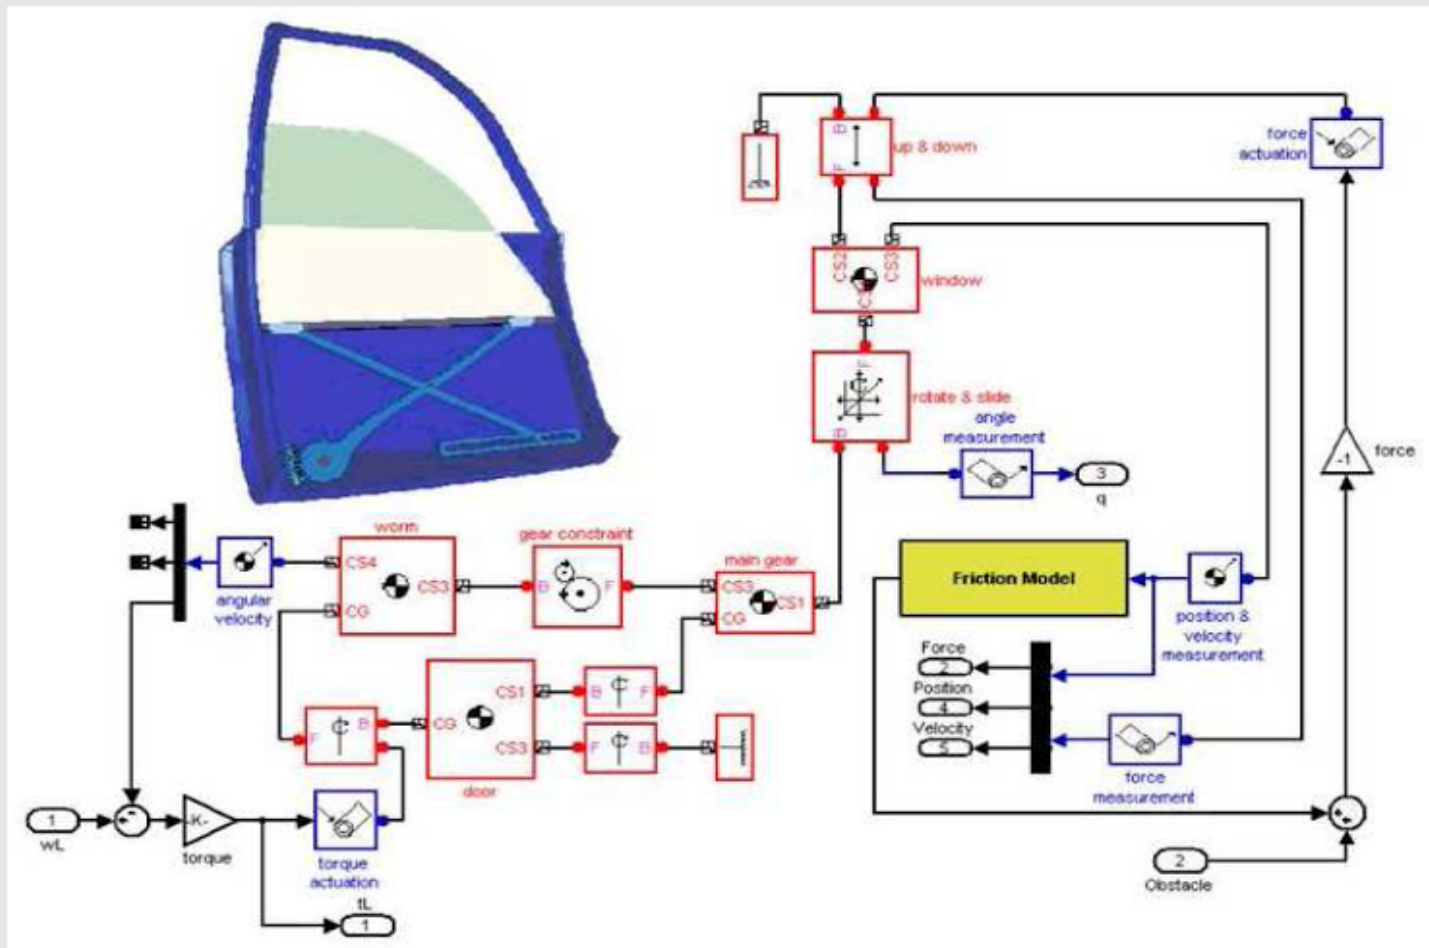 B
F
up & down
force
actuation
CS2
CS3
window
F
B
rotate & slide
angle
measurement
3
q
-1
force
worm
CS4
CS3
CG
angular
velocity
gear constraint
B
F
main gear
CS3
CS1
CG
Friction Model
position &
velocity
measurement
Force
2
Position
4
Velocity
5
force
measurement
CS1
B
F
CG
CS3
F
B
door
F
B
1
wL
-K-
torque
torque
actuation
tL
1
2
Obstacle